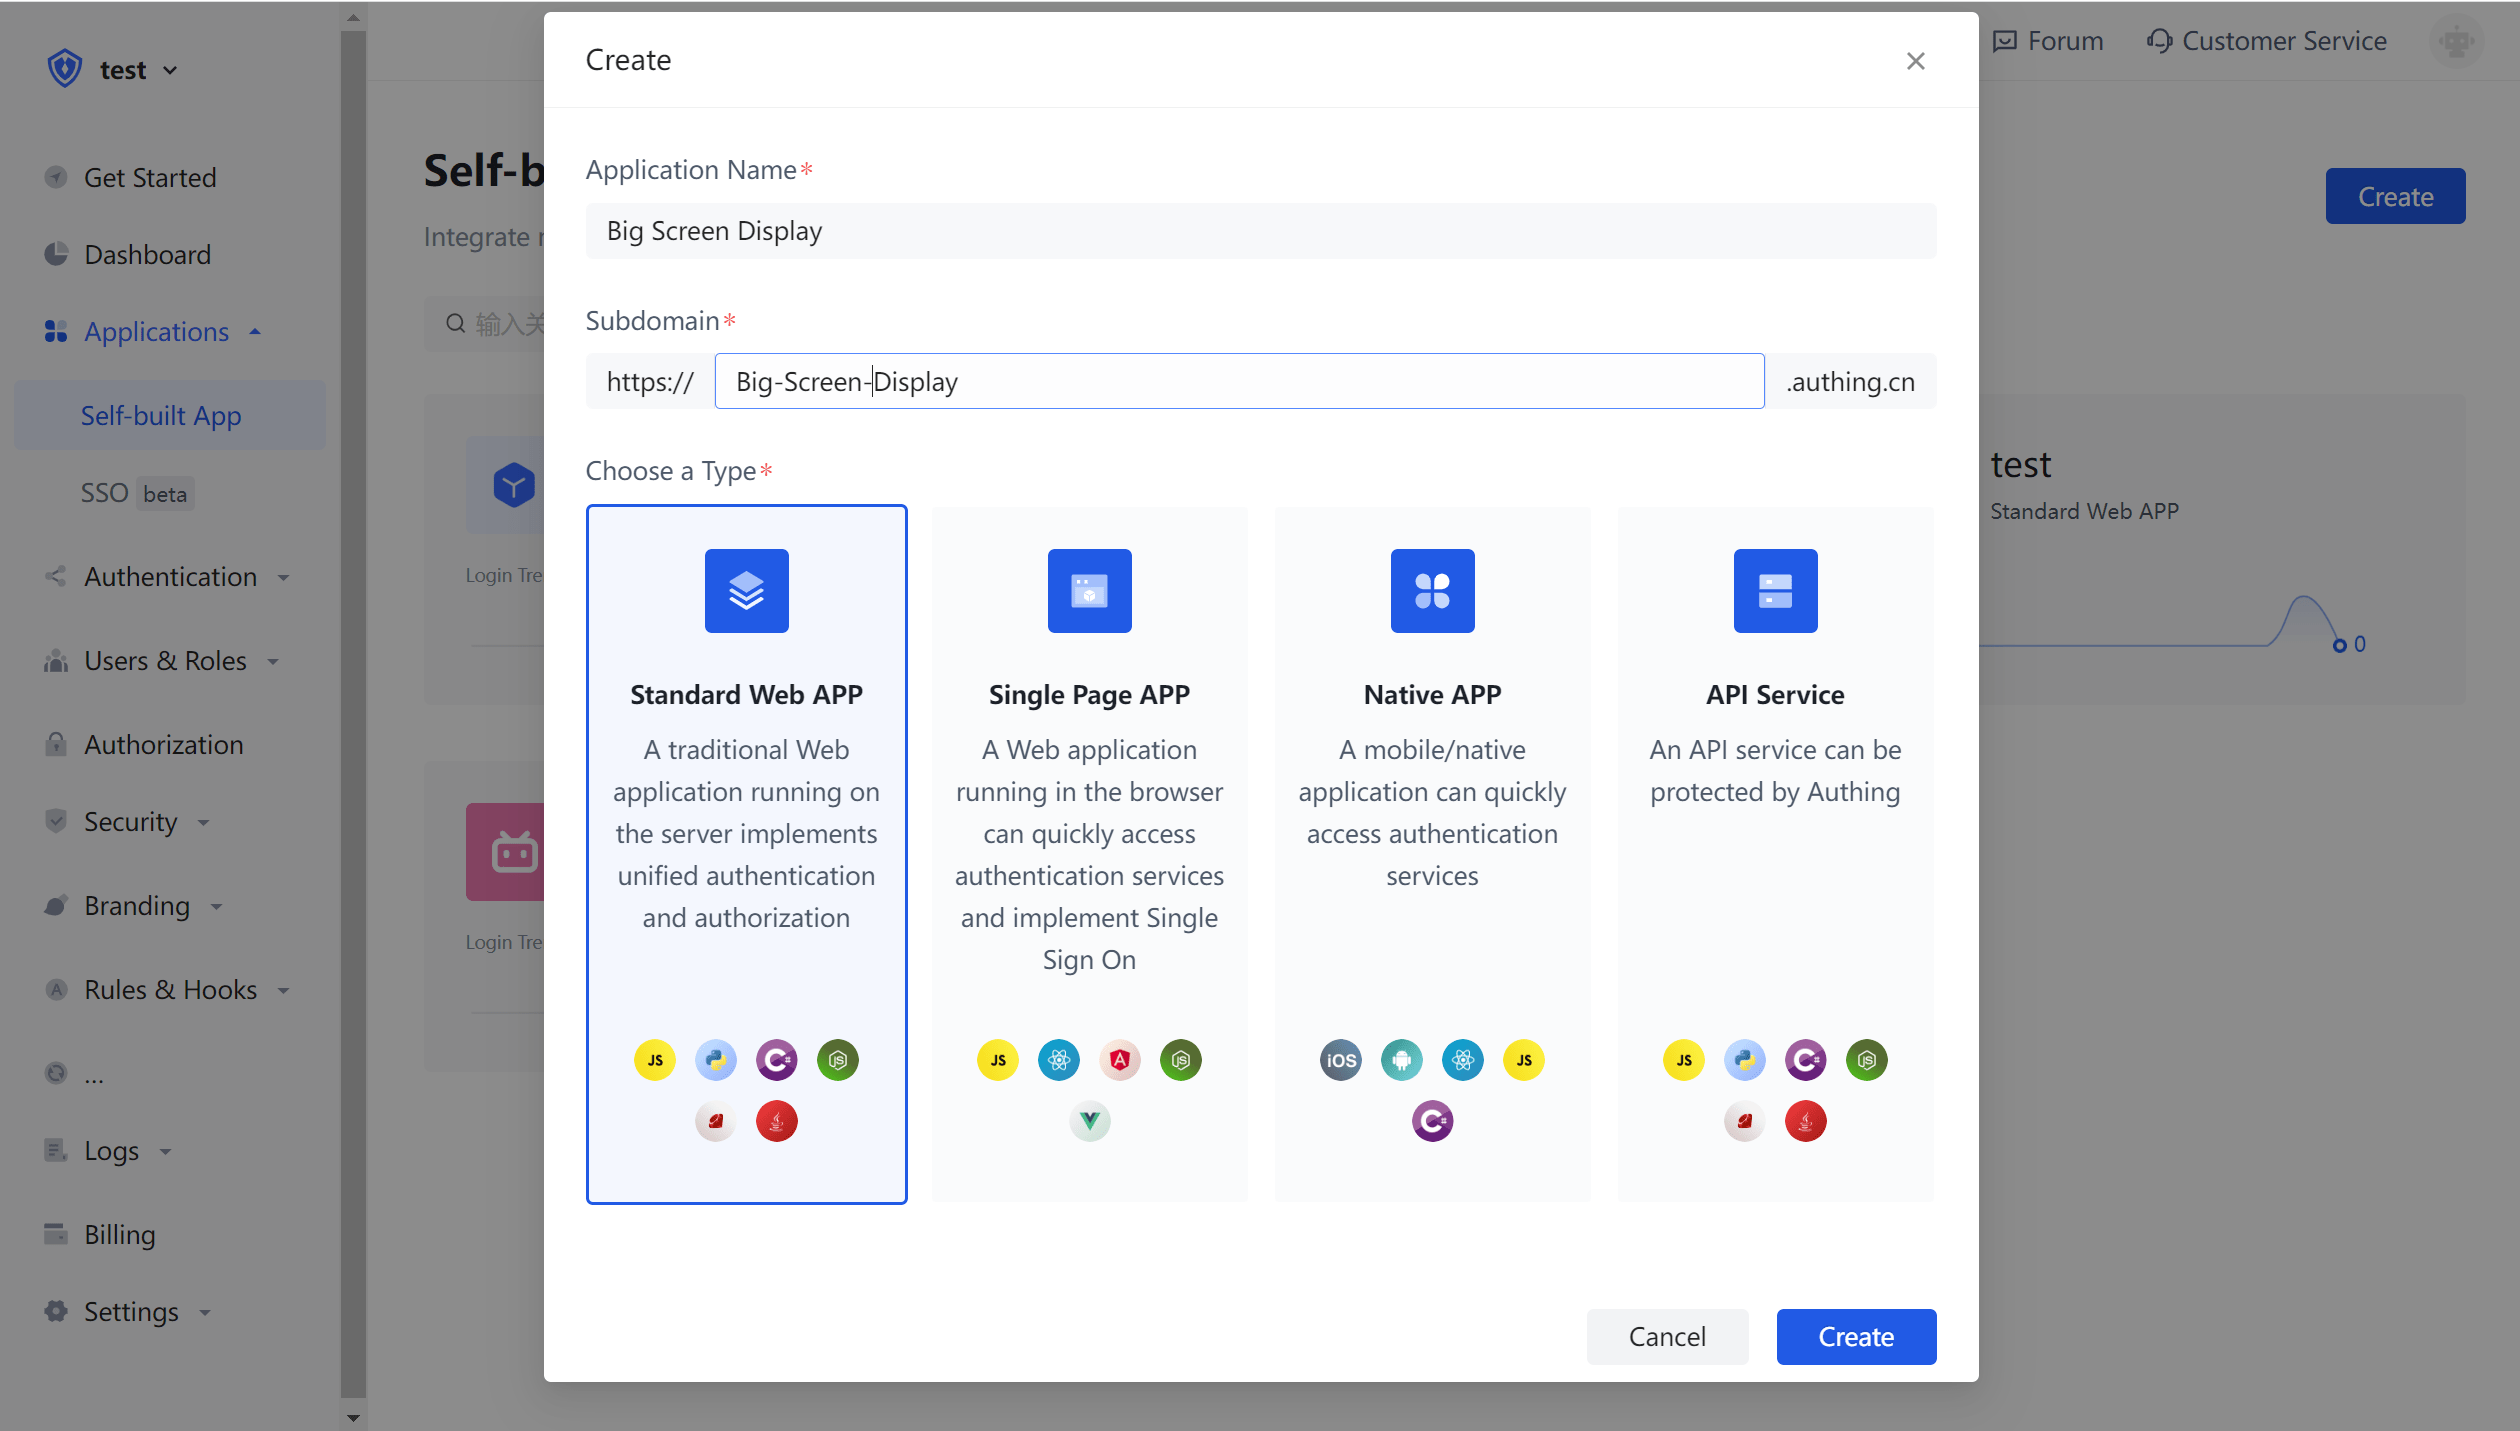 test
Get Started
Dashboard
Applications
Self-built App
SSO beta
Authentication
Users & Roles
Authorization
Security
Branding
Rules & Hooks
...
Logs
Billing
Settings
Forum
Customer Service
Self-b
Integrate
Create
输入关
Login Tre
Login Tre
test
Standard Web APP
0
Create
Application Name*
Big Screen Display
Subdomain*
https:// Big-Screen-Display .authing.cn
Choose a Type*
Standard Web APP
A traditional Web
application running on
the server implements
unified authentication
and authorization
JS
JS
Single Page APP
A Web application
running in the browser
can quickly access
authentication services
and implement Single
Sign On
JS
A
JS
Native APP
A mobile/native
application can quickly
access authentication
services
iOS
JS
API Service
An API service can be
protected by Authing
JS
JS
Cancel
Create